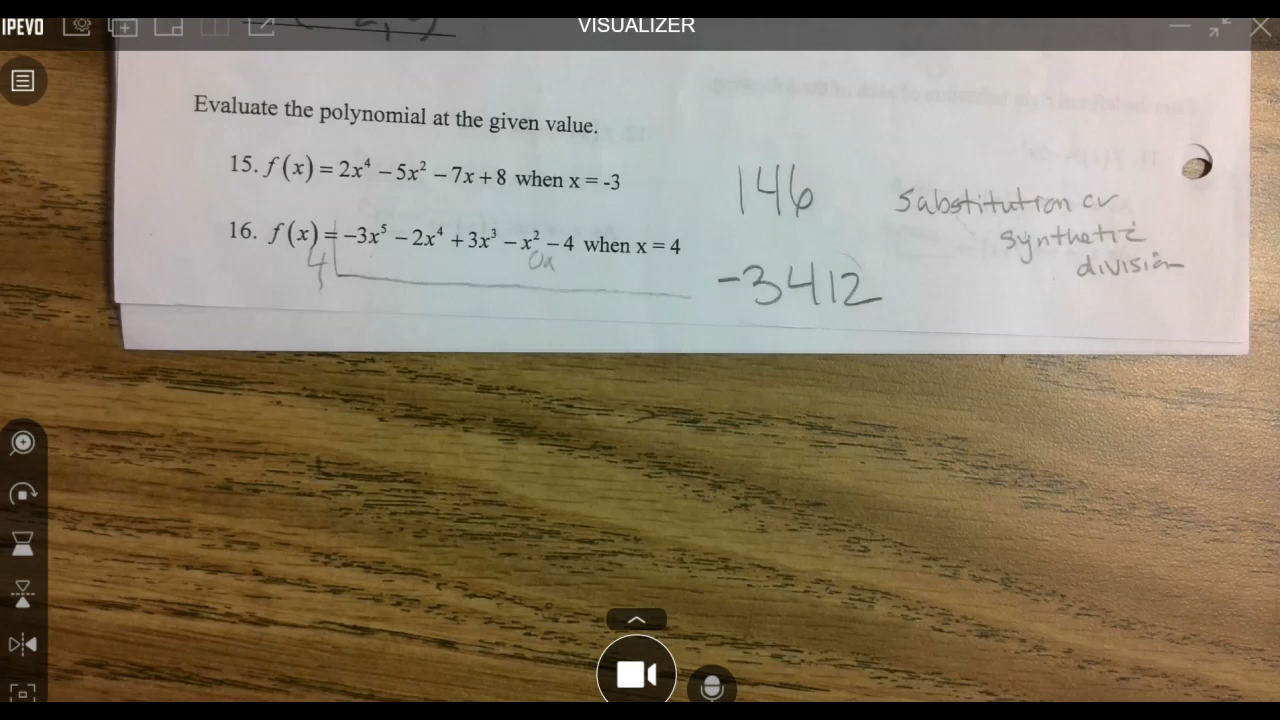 IPEVO
VISUALIZER
Evaluate the polynomial at the given value.
15. f(x) = 2x⁴ − 5x² − 7x + 8 when x = -3
146
16. f(x) = −3x⁵ − 2x⁴ + 3x³ − x² − 4 when x = 4
4
0x
-3412
Substitution or
synthetic
division